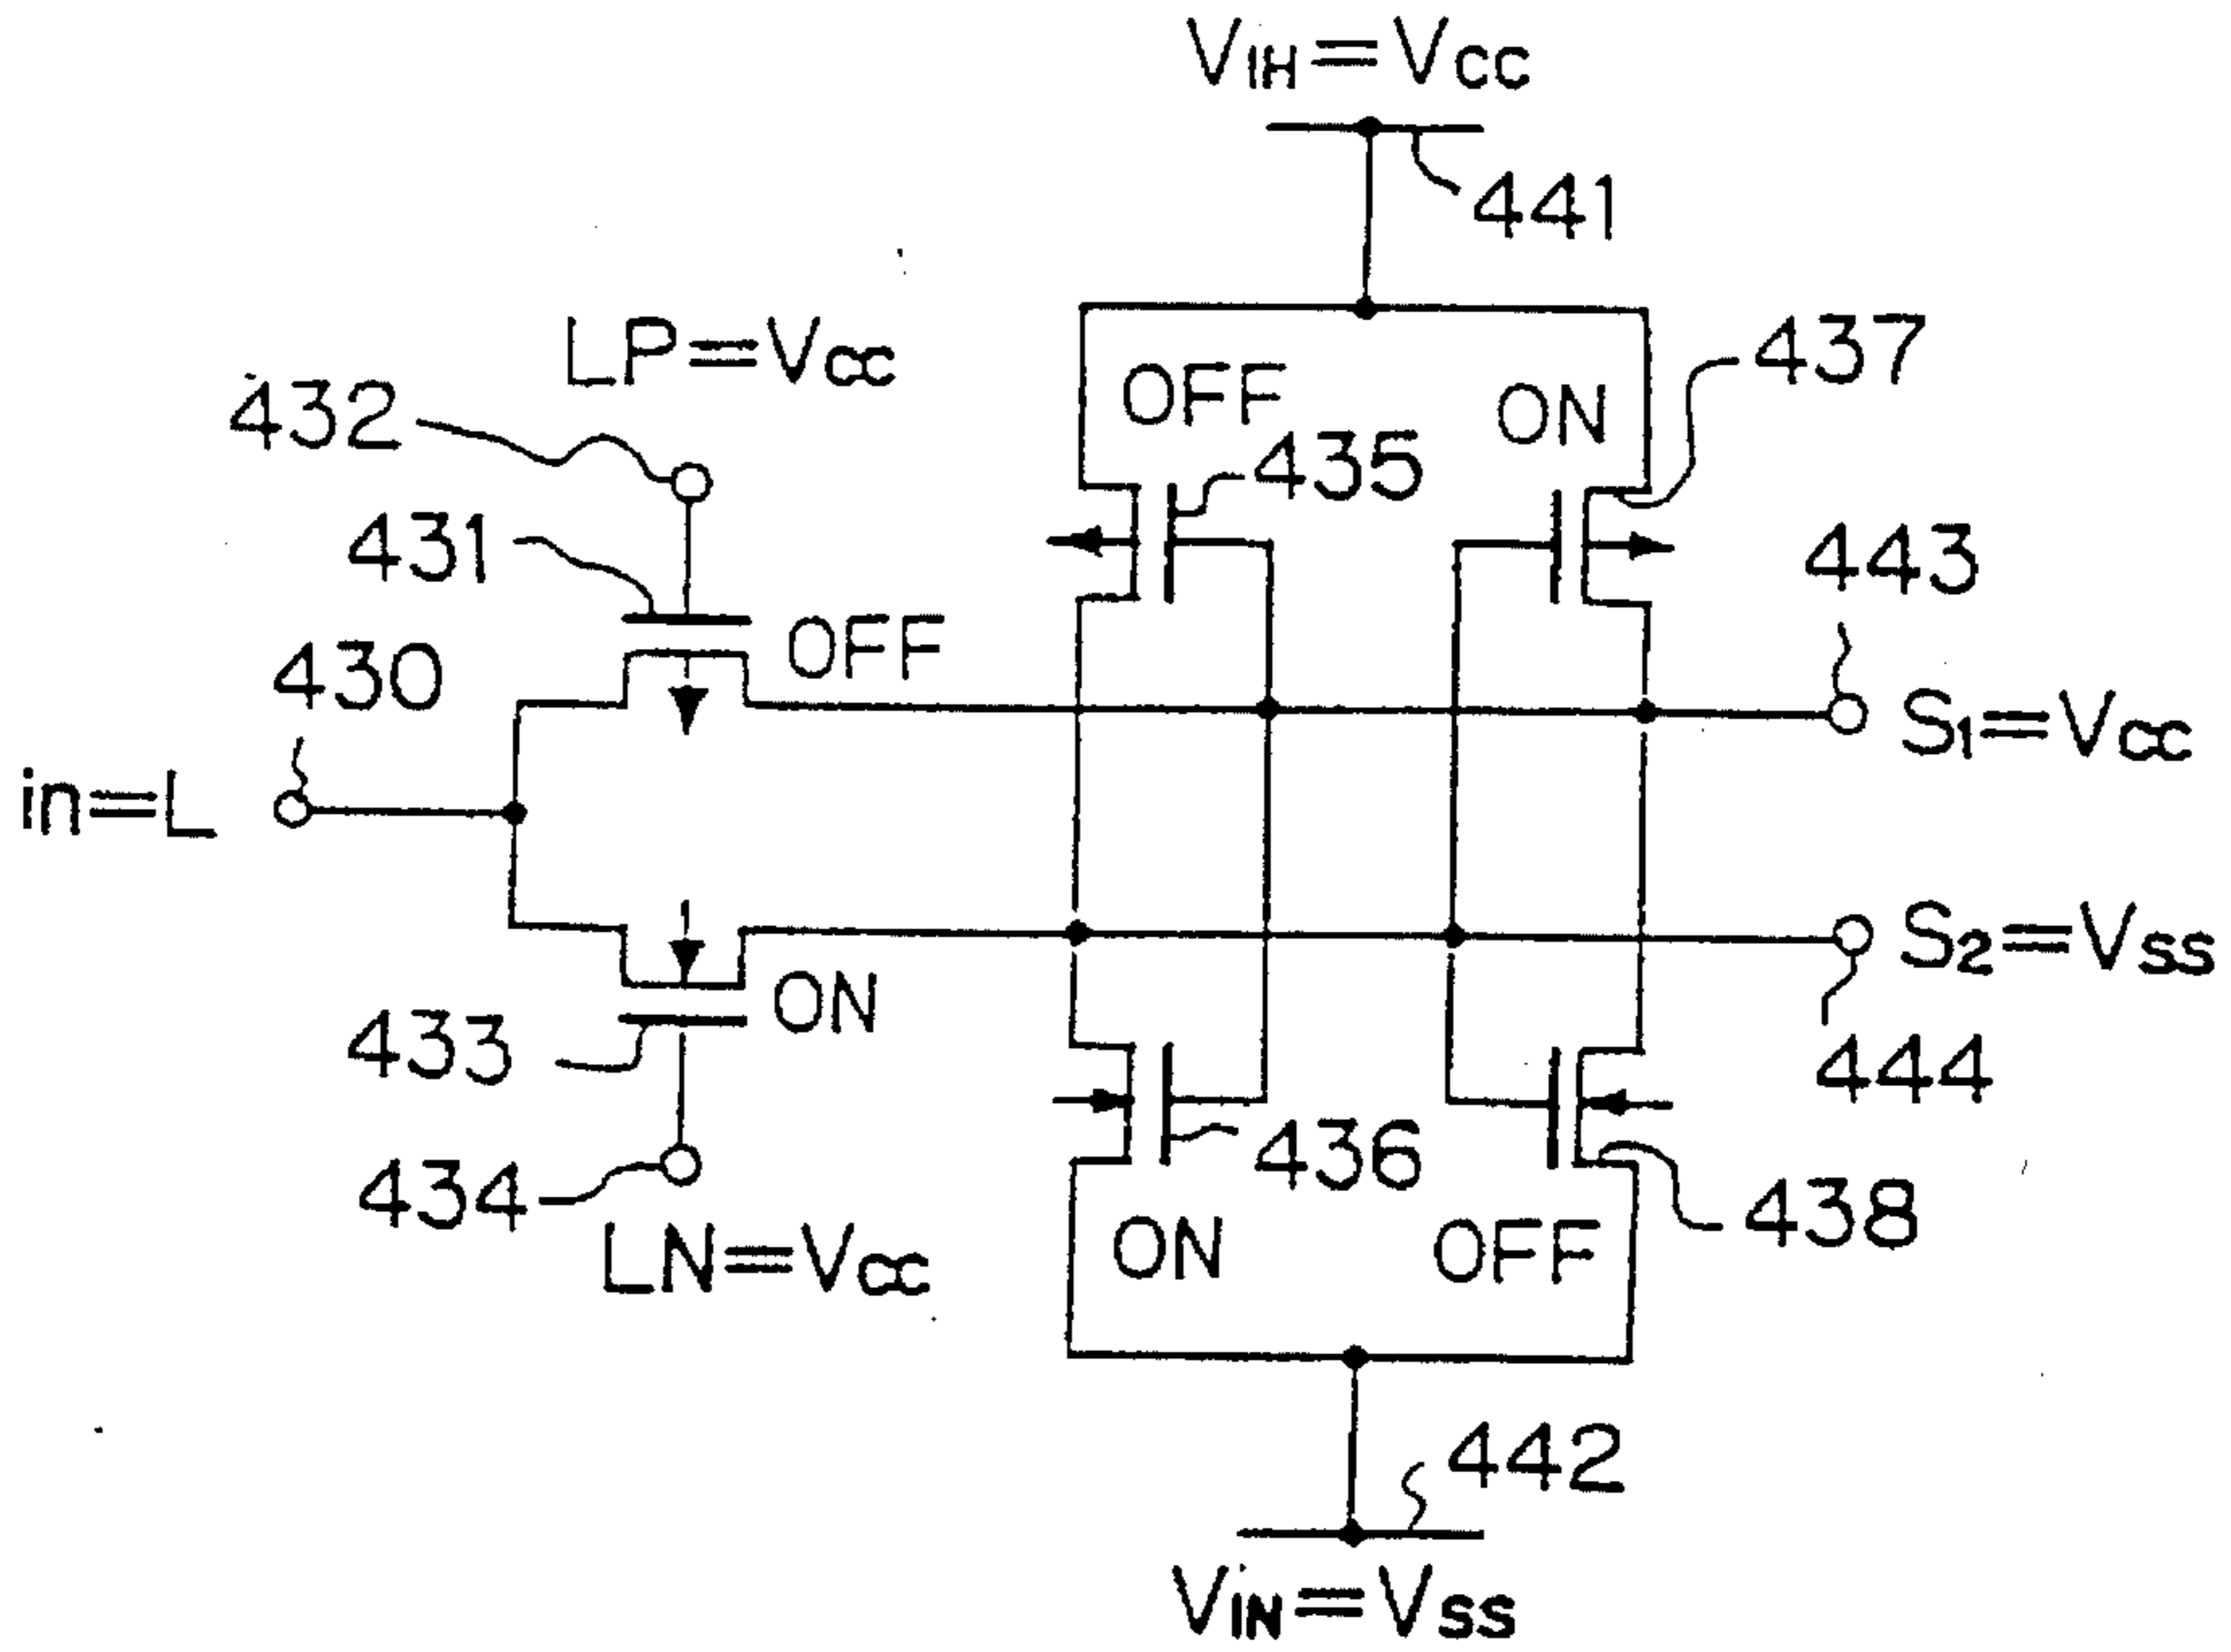 VIH=VCC
441
LP=VCC
432
OFF
ON
437
435
431
443
OFF
430
S1=VCC
in=L
S2=VSS
ON
433
444
436
434
438
LN=VCC
ON
OFF
442
VIN=VSS